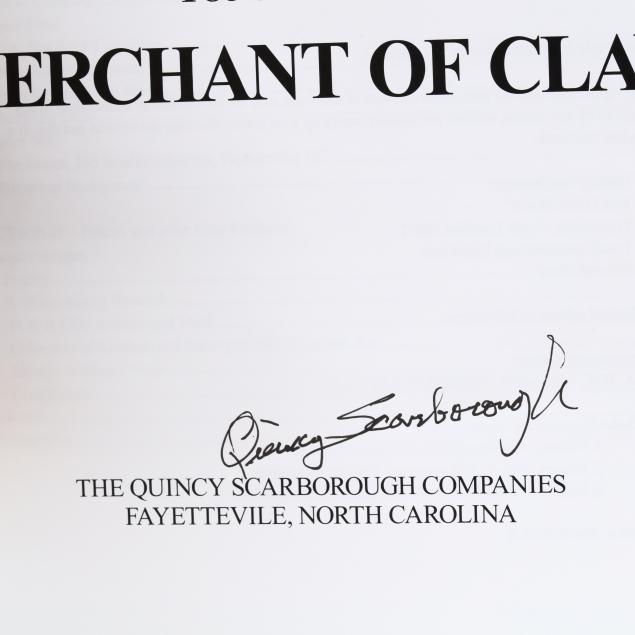 ERCHANT OF CLA
Quincy Scarborough
THE QUINCY SCARBOROUGH COMPANIES
FAYETTEVILE, NORTH CAROLINA